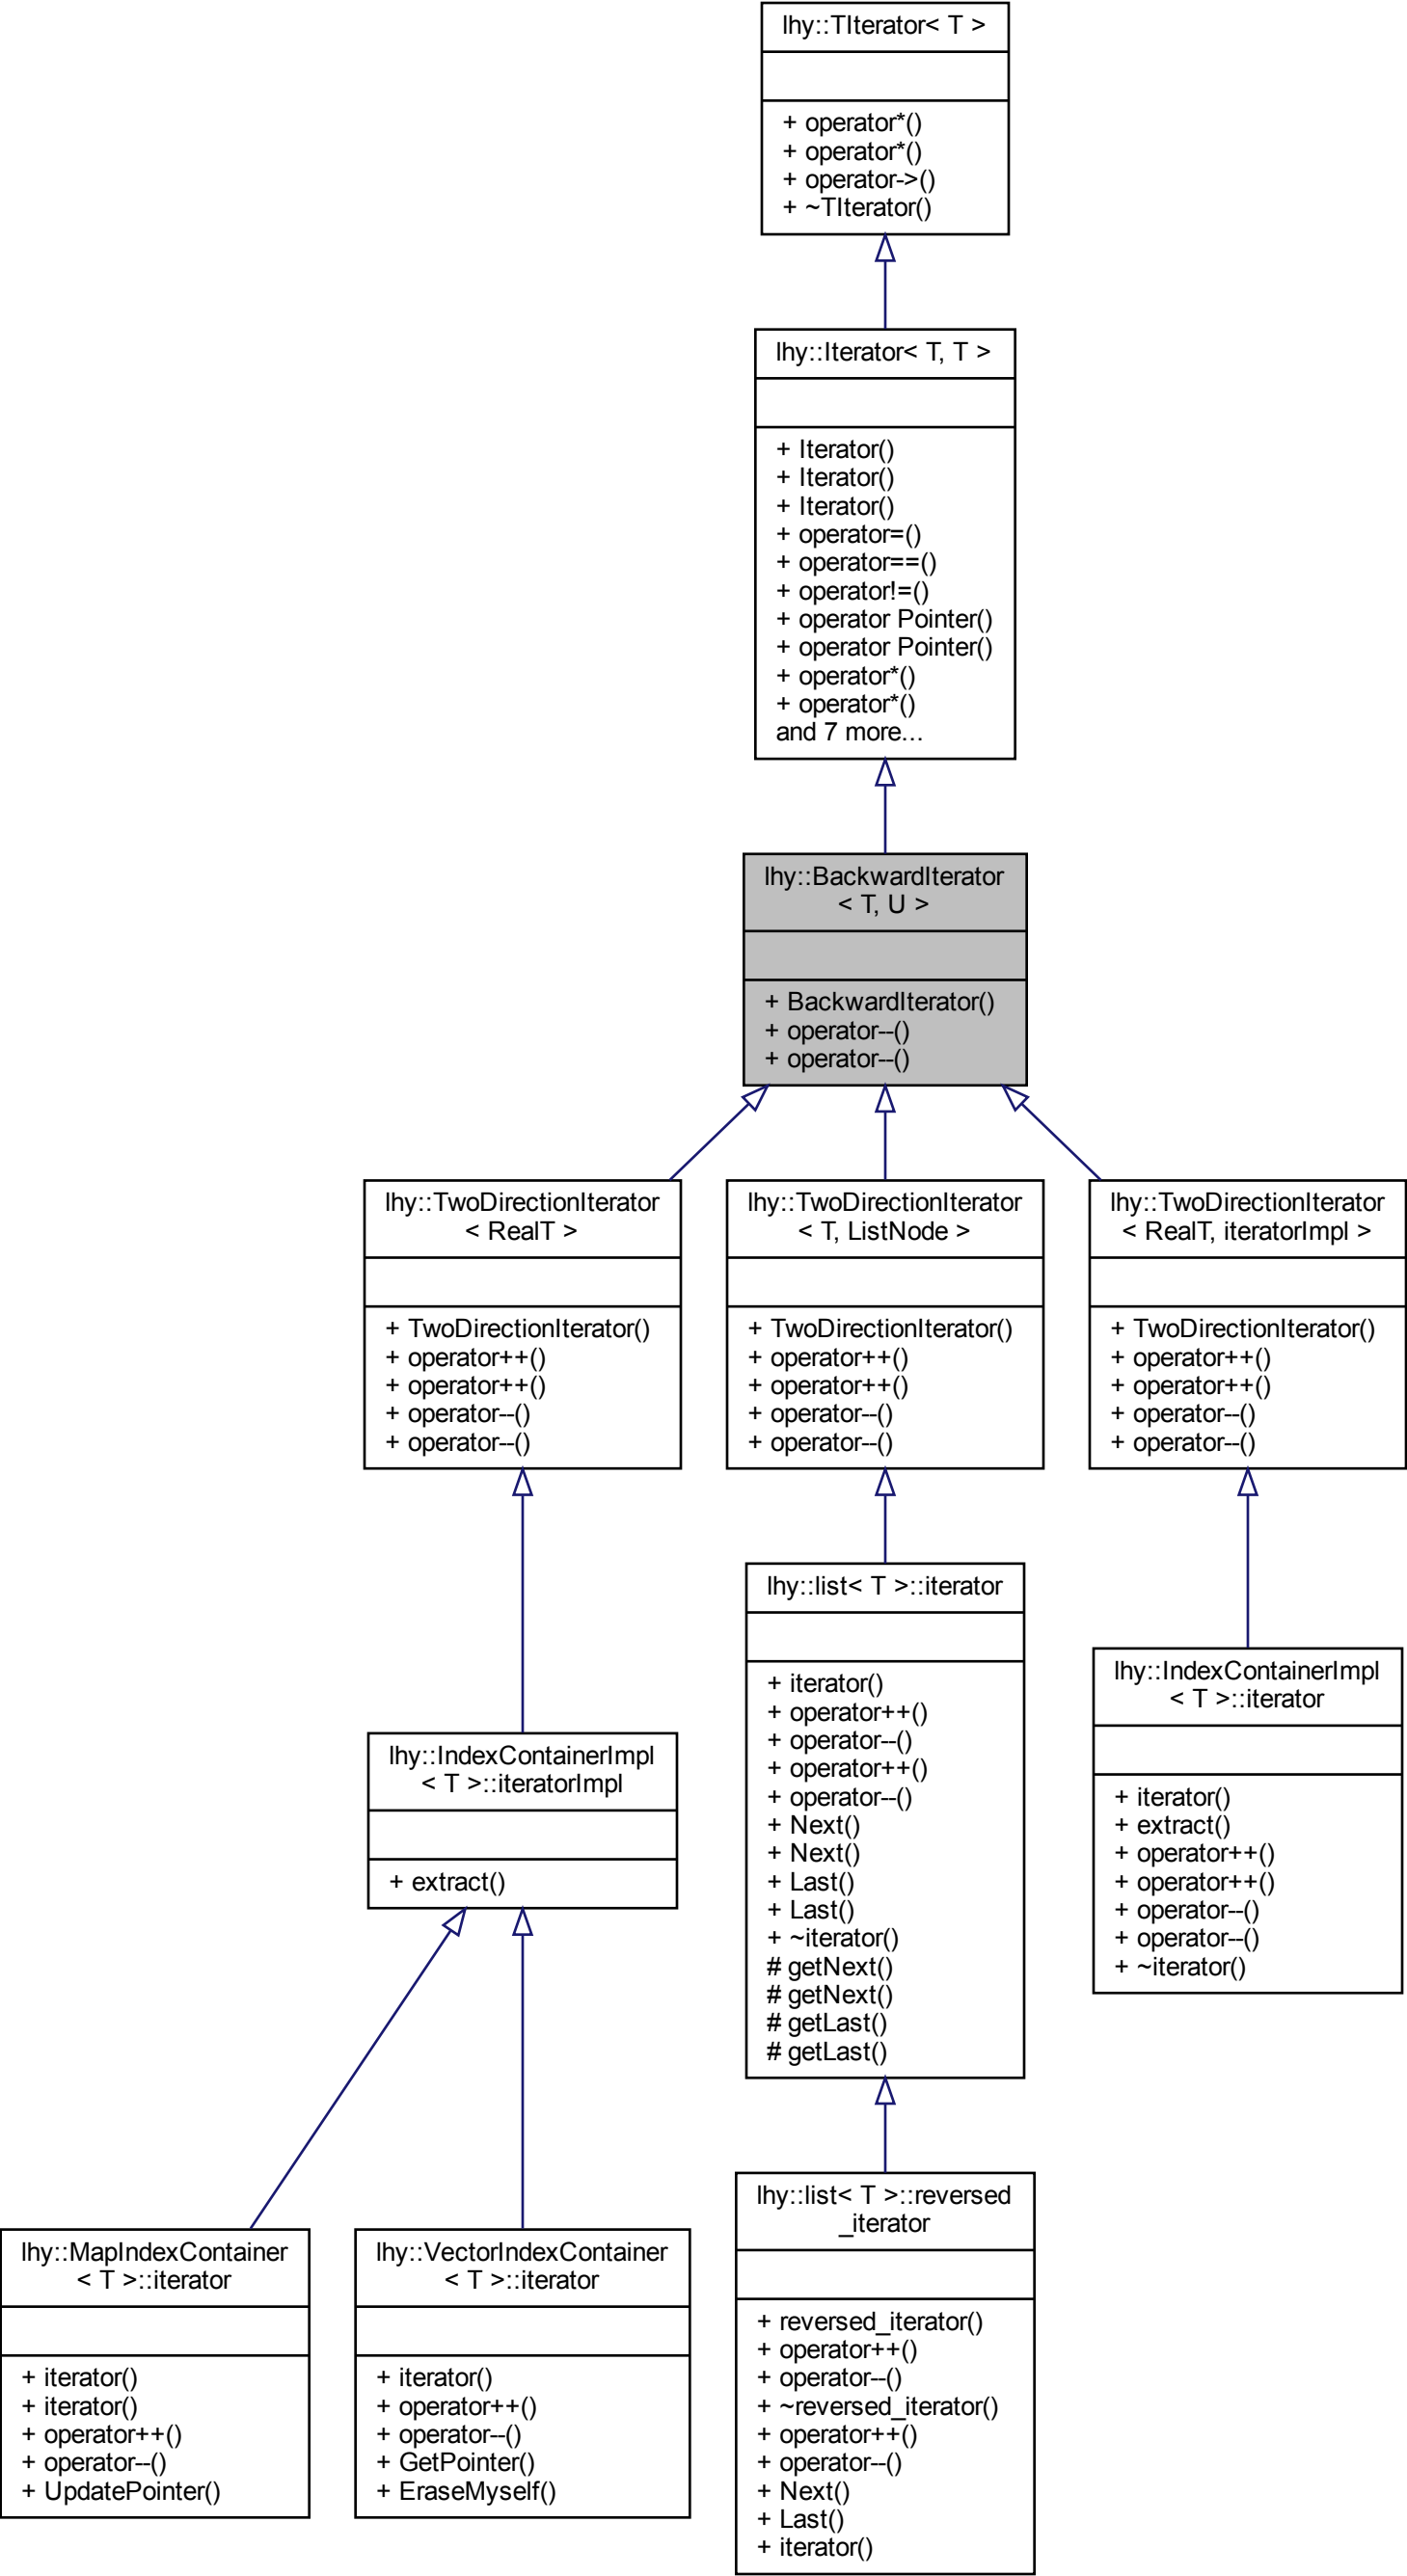 lhy::TIterator< T >
+ operator*()
+ operator*()
+ operator->()
+ ~TIterator()
lhy::Iterator< T, T >
+ Iterator()
+ Iterator()
+ Iterator()
+ operator=()
+ operator==()
+ operator!=()
+ operator Pointer()
+ operator Pointer()
+ operator*()
+ operator*()
and 7 more...
lhy::BackwardIterator
< T, U >
+ BackwardIterator()
+ operator--()
+ operator--()
lhy::TwoDirectionIterator
< RealT >
+ TwoDirectionIterator()
+ operator++()
+ operator++()
+ operator--()
+ operator--()
lhy::TwoDirectionIterator
< T, ListNode >
+ TwoDirectionIterator()
+ operator++()
+ operator++()
+ operator--()
+ operator--()
lhy::TwoDirectionIterator
< RealT, iteratorImpl >
+ TwoDirectionIterator()
+ operator++()
+ operator++()
+ operator--()
+ operator--()
lhy::list< T >::iterator
+ iterator()
+ operator++()
+ operator--()
+ operator++()
+ operator--()
+ Next()
+ Next()
+ Last()
+ Last()
+ ~iterator()
# getNext()
# getNext()
# getLast()
# getLast()
lhy::IndexContainerImpl
< T >::iterator
+ iterator()
+ extract()
+ operator++()
+ operator++()
+ operator--()
+ operator--()
+ ~iterator()
lhy::IndexContainerImpl
< T >::iteratorImpl
+ extract()
lhy::MapIndexContainer
< T >::iterator
+ iterator()
+ iterator()
+ operator++()
+ operator--()
+ UpdatePointer()
lhy::VectorIndexContainer
< T >::iterator
+ iterator()
+ operator++()
+ operator--()
+ GetPointer()
+ EraseMyself()
lhy::list< T >::reversed
_iterator
+ reversed_iterator()
+ operator++()
+ operator--()
+ ~reversed_iterator()
+ operator++()
+ operator--()
+ Next()
+ Last()
+ iterator()